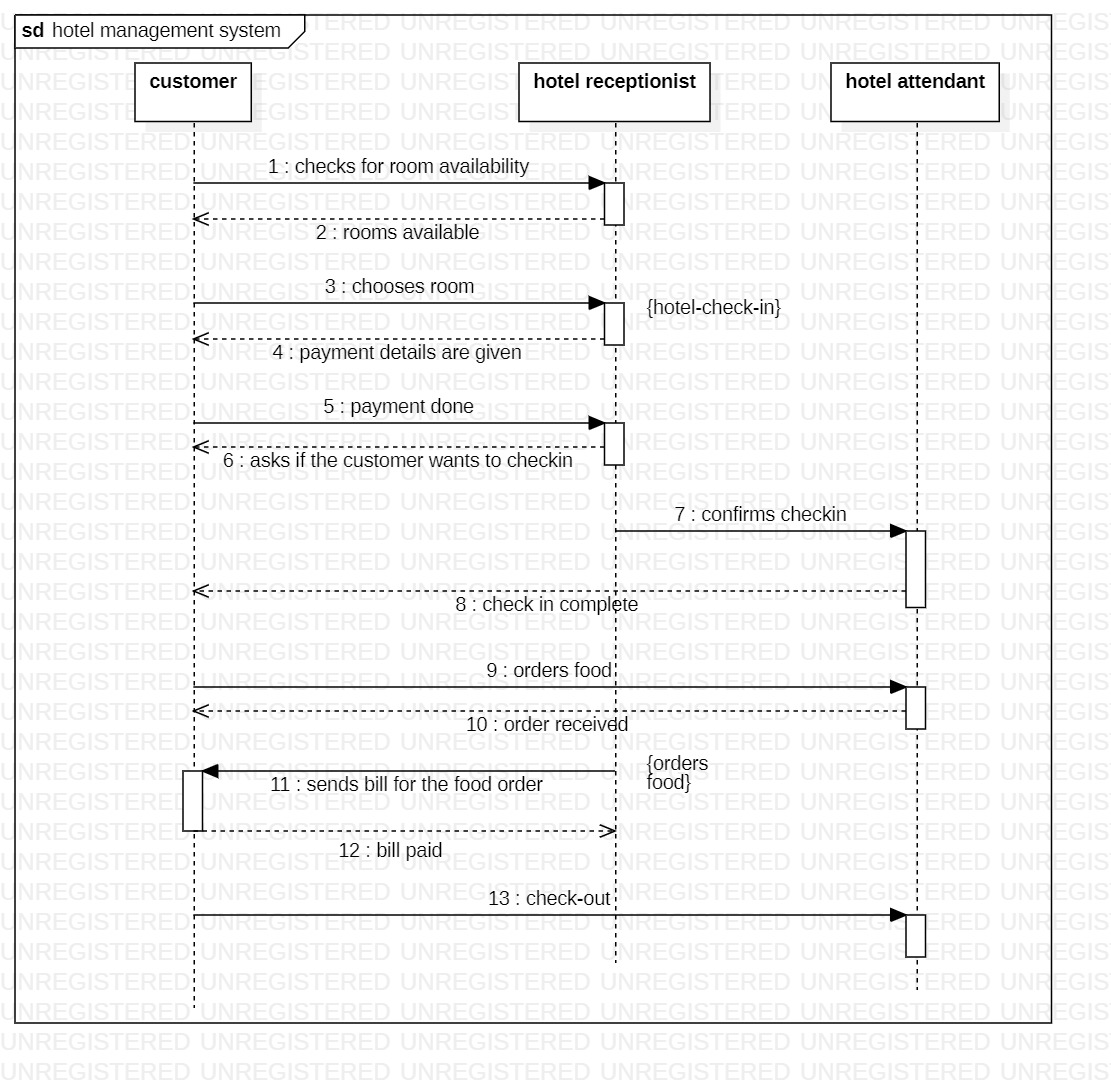 sd hotel management system
customer
hotel receptionist
hotel attendant
1 : checks for room availability
2 : rooms available
3 : chooses room
{hotel-check-in}
4 : payment details are given
5 : payment done
6 : asks if the customer wants to checkin
7 : confirms checkin
8 : check in complete
9 : orders food
10 : order received
{orders
food}
11 : sends bill for the food order
12 : bill paid
13 : check-out
UNREGISTERED